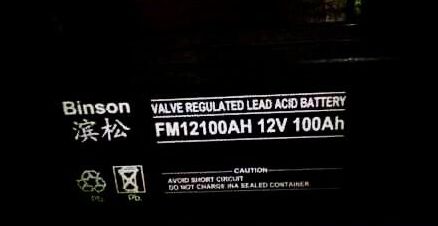 Binson
滨松
VALVE REGULATED LEAD ACID BATTERY
FM12100AH 12V 100Ah
CAUTION
AVOID SHORT CIRCUIT
DO NOT CHARGE INA SEALED CONTAINER
Pb Pb